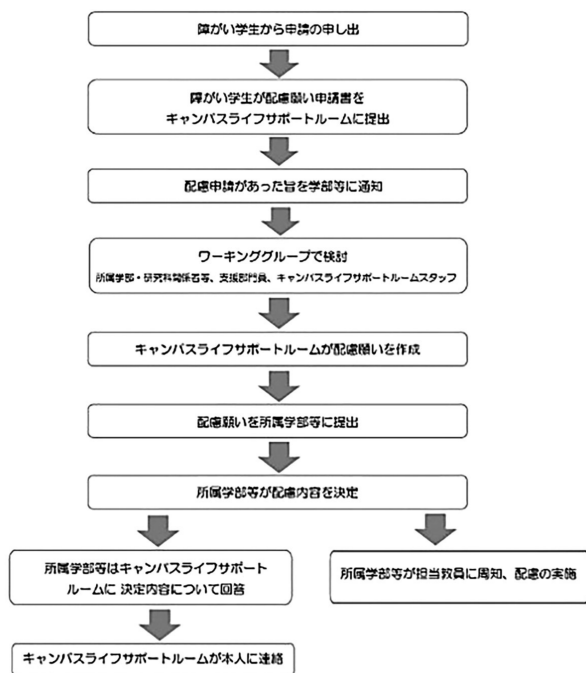 障がい学生から申請の申し出
障がい学生が配慮願い申請書を
キャンパスライフサポートルームに提出
配慮申請があった旨を学部等に通知
ワーキンググループで検討
所属学部・研究科関係者等、支援部門員、キャンパスライフサポートルームスタッフ
キャンパスライフサポートルームが配慮願いを作成
配慮願いを所属学部等に提出
所属学部等が配慮内容を決定
所属学部等はキャンパスライフサポート
ルームに 決定内容について回答
所属学部等が担当教員に周知、配慮の実施
キャンパスライフサポートルームが本人に連絡